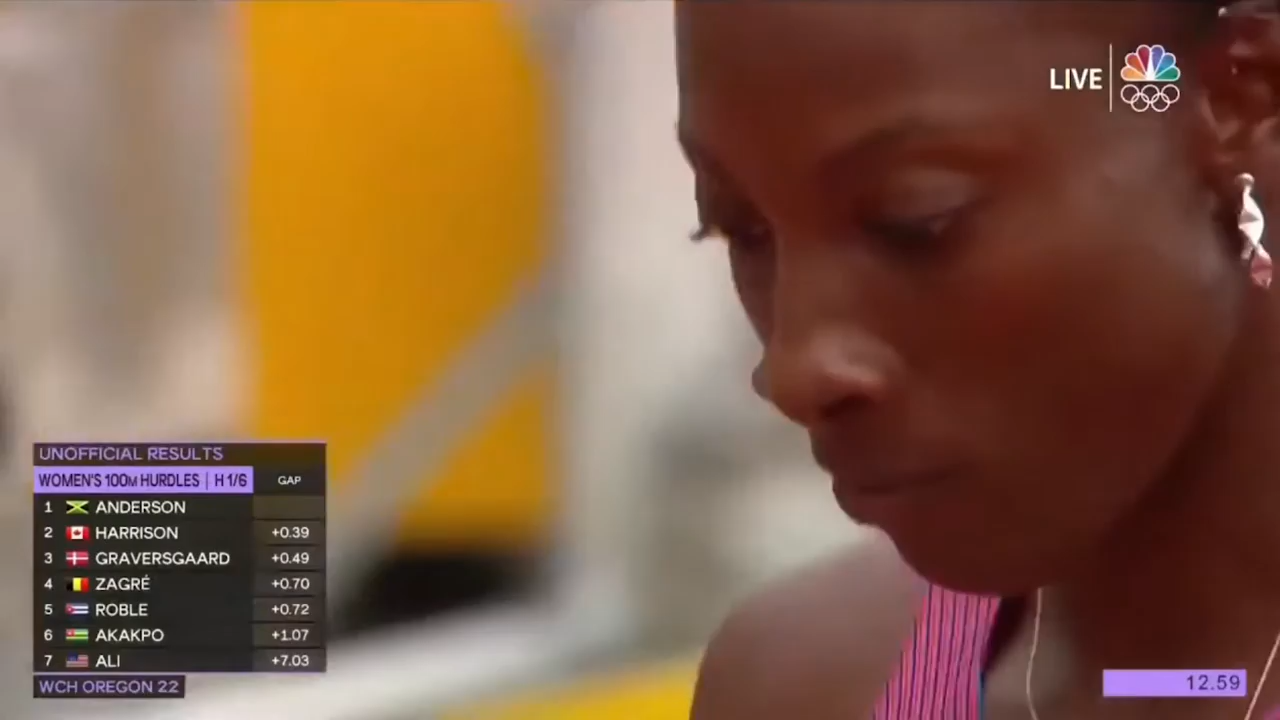 LIVE
UNOFFICIAL RESULTS
WOMEN'S 100M HURDLES | H 1/6 GAP
1 ANDERSON
2 HARRISON +0.39
3 GRAVERSGAARD +0.49
4 ZAGRÉ +0.70
5 ROBLE +0.72
6 AKAKPO +1.07
7 ALI +7.03
WCH OREGON 22
12.59